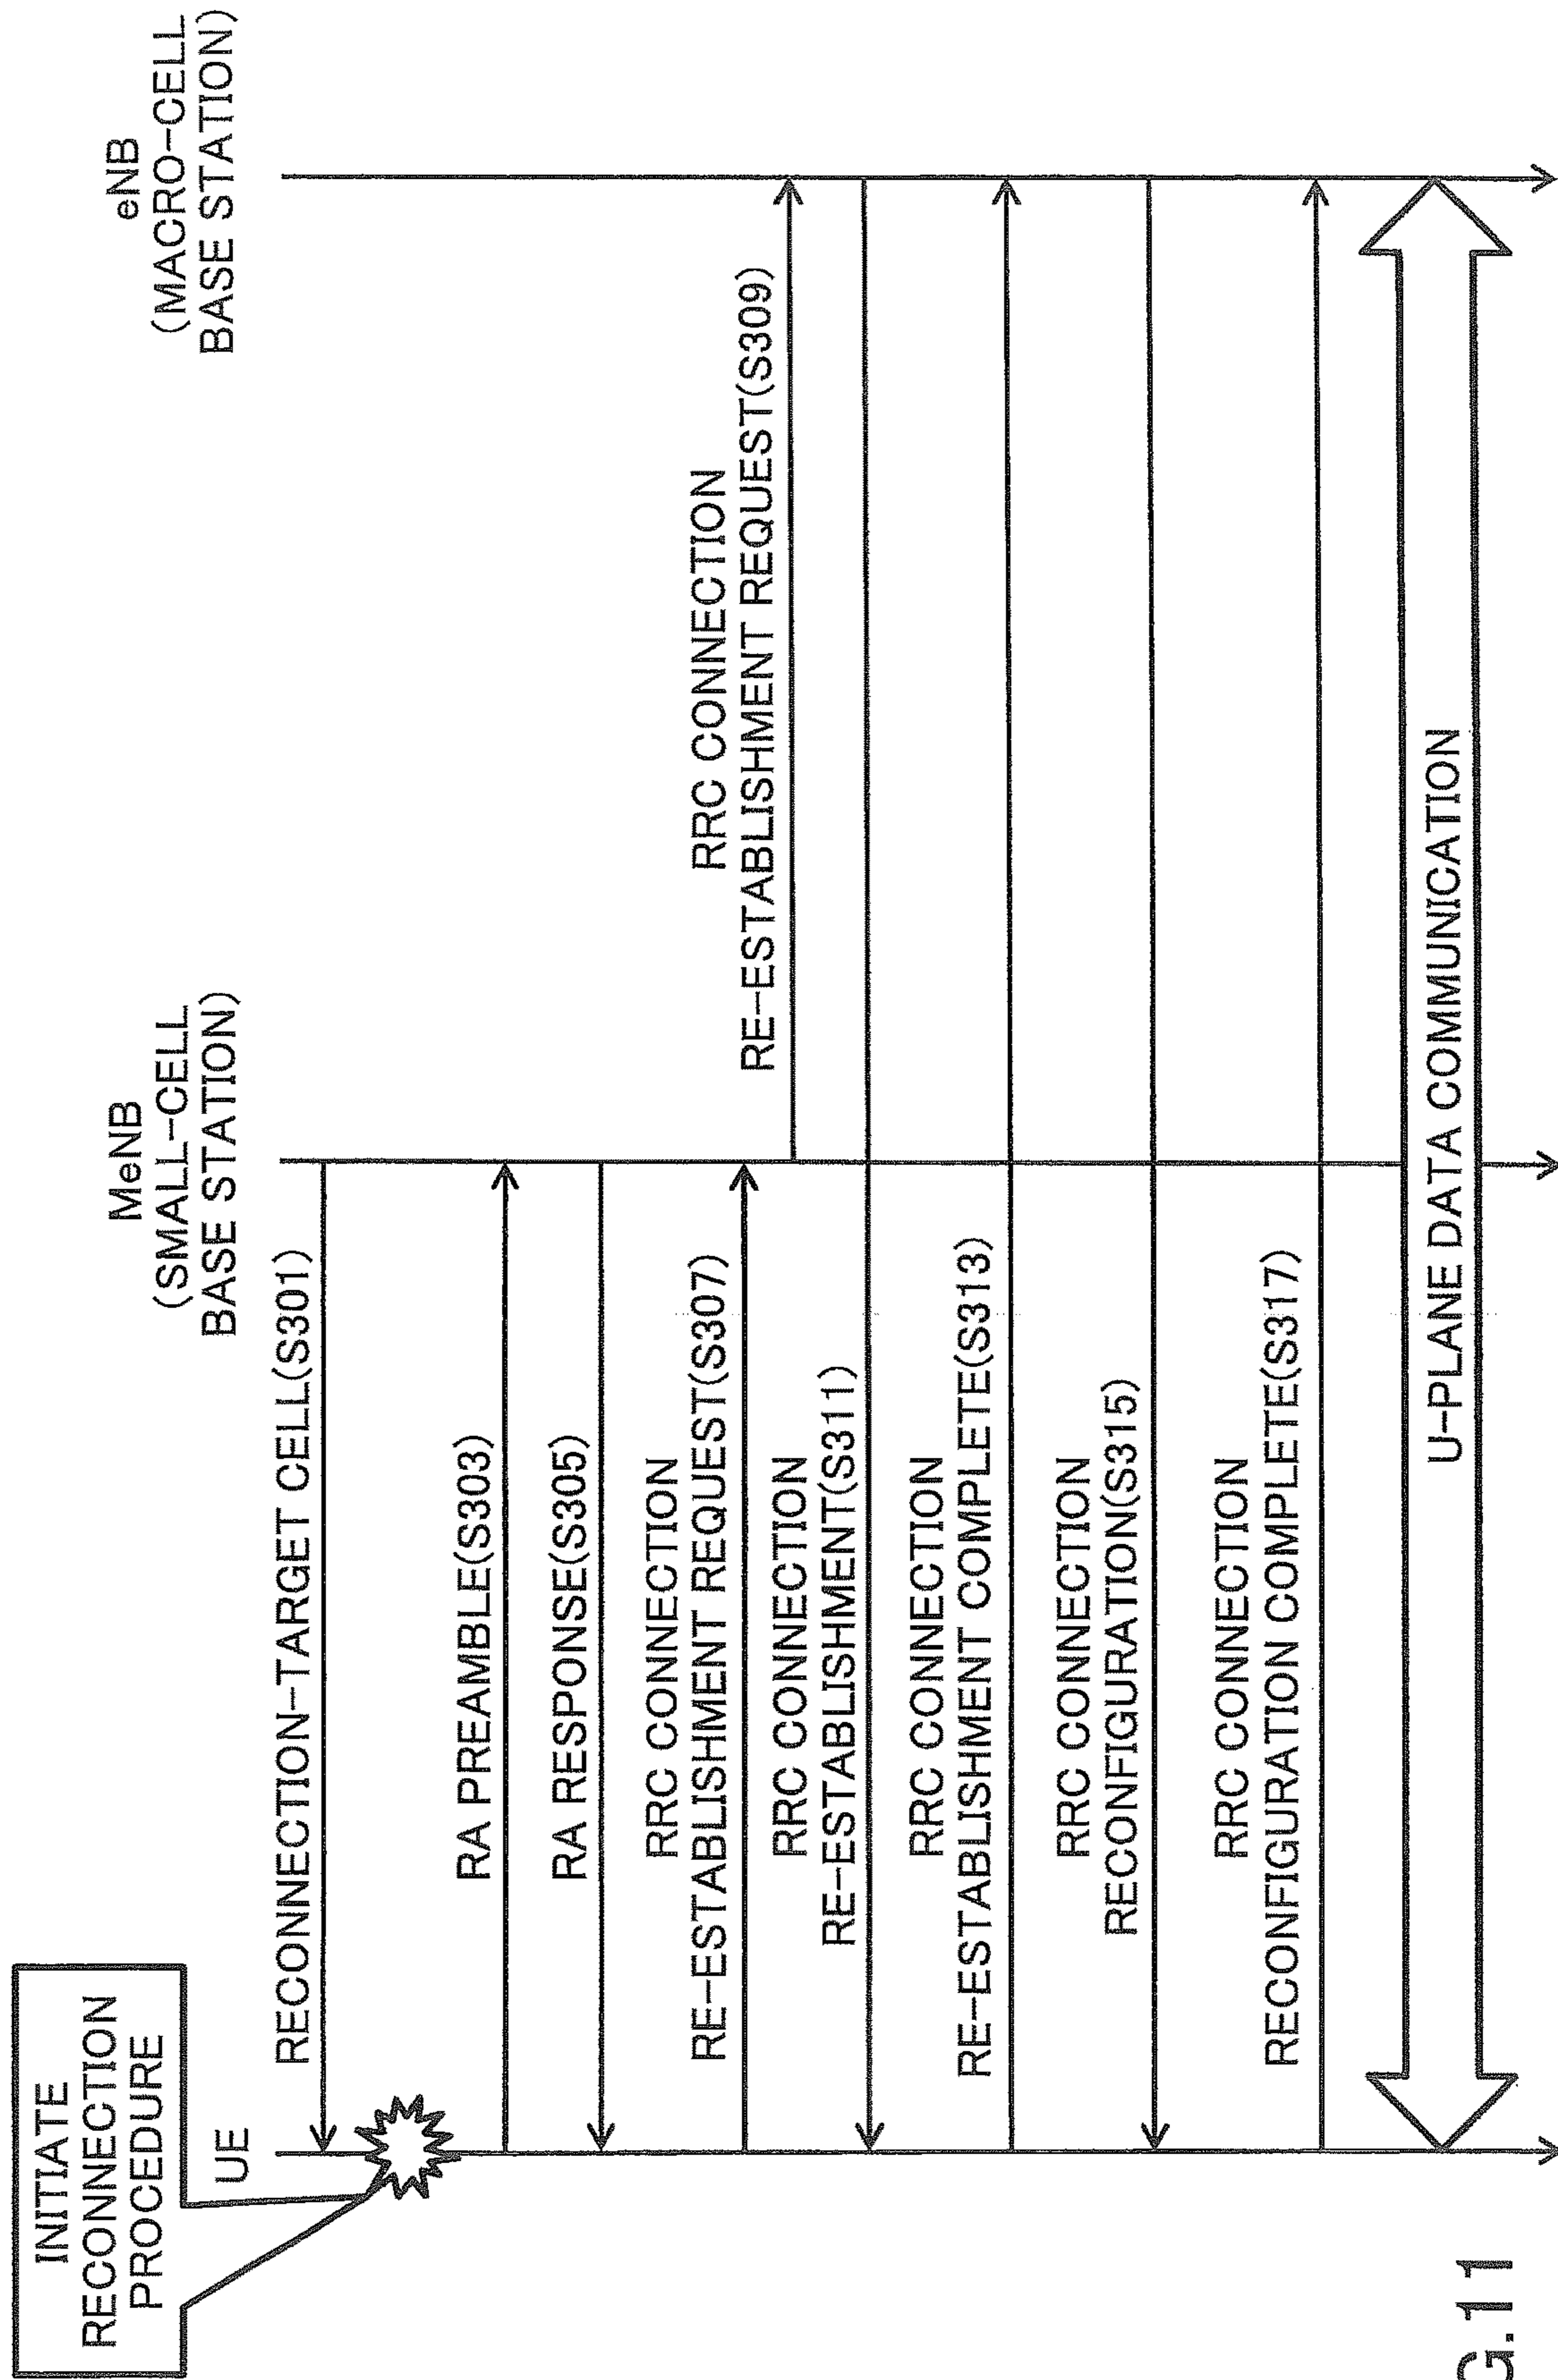 INITIATE
RECONNECTION
PROCEDURE
UE
MeNB
(SMALL-CELL
BASE STATION)
eNB
(MACRO-CELL
BASE STATION)
RECONNECTION-TARGET CELL(S301)
RA PREAMBLE(S303)
RA RESPONSE(S305)
RRC CONNECTION
RE-ESTABLISHMENT REQUEST(S307)
RRC CONNECTION
RE-ESTABLISHMENT REQUEST(S309)
RRC CONNECTION
RE-ESTABLISHMENT(S311)
RRC CONNECTION
RE-ESTABLISHMENT COMPLETE(S313)
RRC CONNECTION
RECONFIGURATION(S315)
RRC CONNECTION
RECONFIGURATION COMPLETE(S317)
U-PLANE DATA COMMUNICATION
G.11